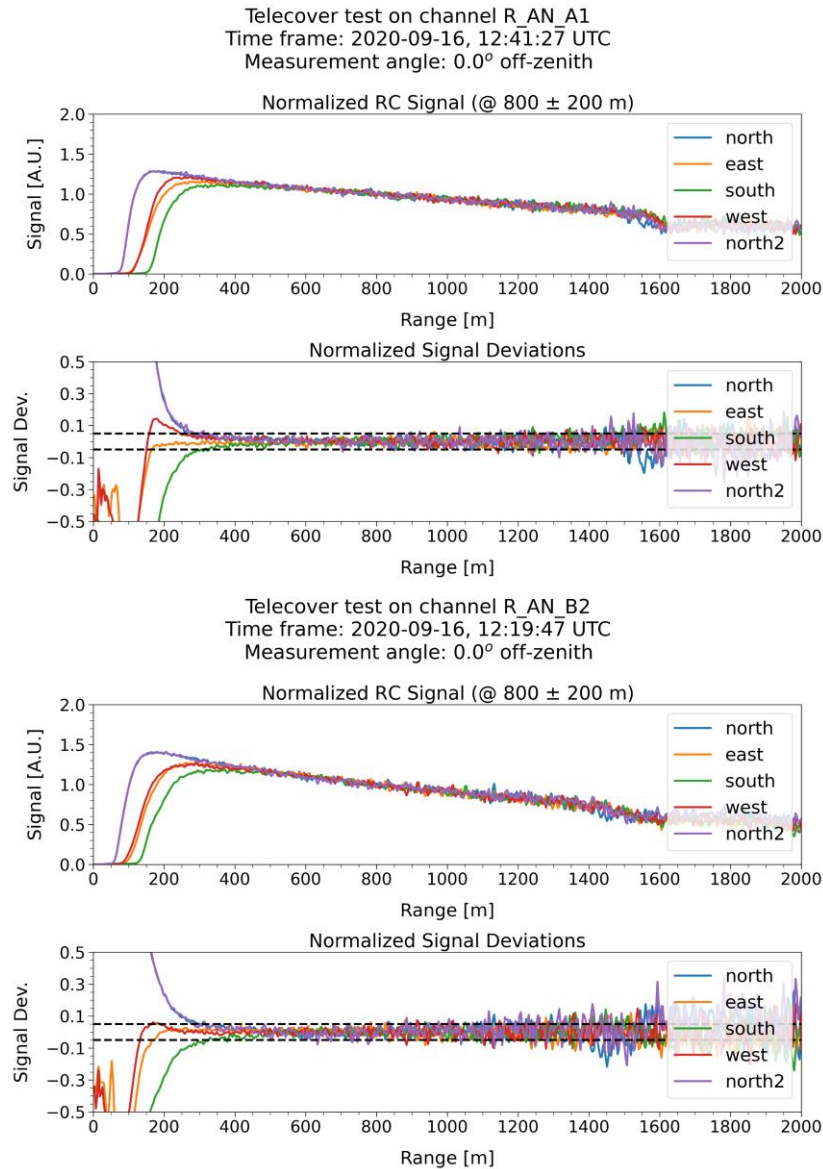 Telecover test on channel R_AN_A1
Time frame: 2020-09-16, 12:41:27 UTC
Measurement angle: 0.0° off-zenith
Normalized RC Signal (@ 800 ± 200 m)
Signal [A.U.]
2.0
1.5
1.0
0.5
0.0
north
east
south
west
north2
0 200 400 600 800 1000 1200 1400 1600 1800 2000
Range [m]
Normalized Signal Deviations
Signal Dev.
0.5
0.3
0.1
−0.1
−0.3
−0.5
north
east
south
west
north2
0 200 400 600 800 1000 1200 1400 1600 1800 2000
Range [m]
Telecover test on channel R_AN_B2
Time frame: 2020-09-16, 12:19:47 UTC
Measurement angle: 0.0° off-zenith
Normalized RC Signal (@ 800 ± 200 m)
Signal [A.U.]
2.0
1.5
1.0
0.5
0.0
north
east
south
west
north2
0 200 400 600 800 1000 1200 1400 1600 1800 2000
Range [m]
Normalized Signal Deviations
Signal Dev.
0.5
0.3
0.1
−0.1
−0.3
−0.5
north
east
south
west
north2
0 200 400 600 800 1000 1200 1400 1600 1800 2000
Range [m]